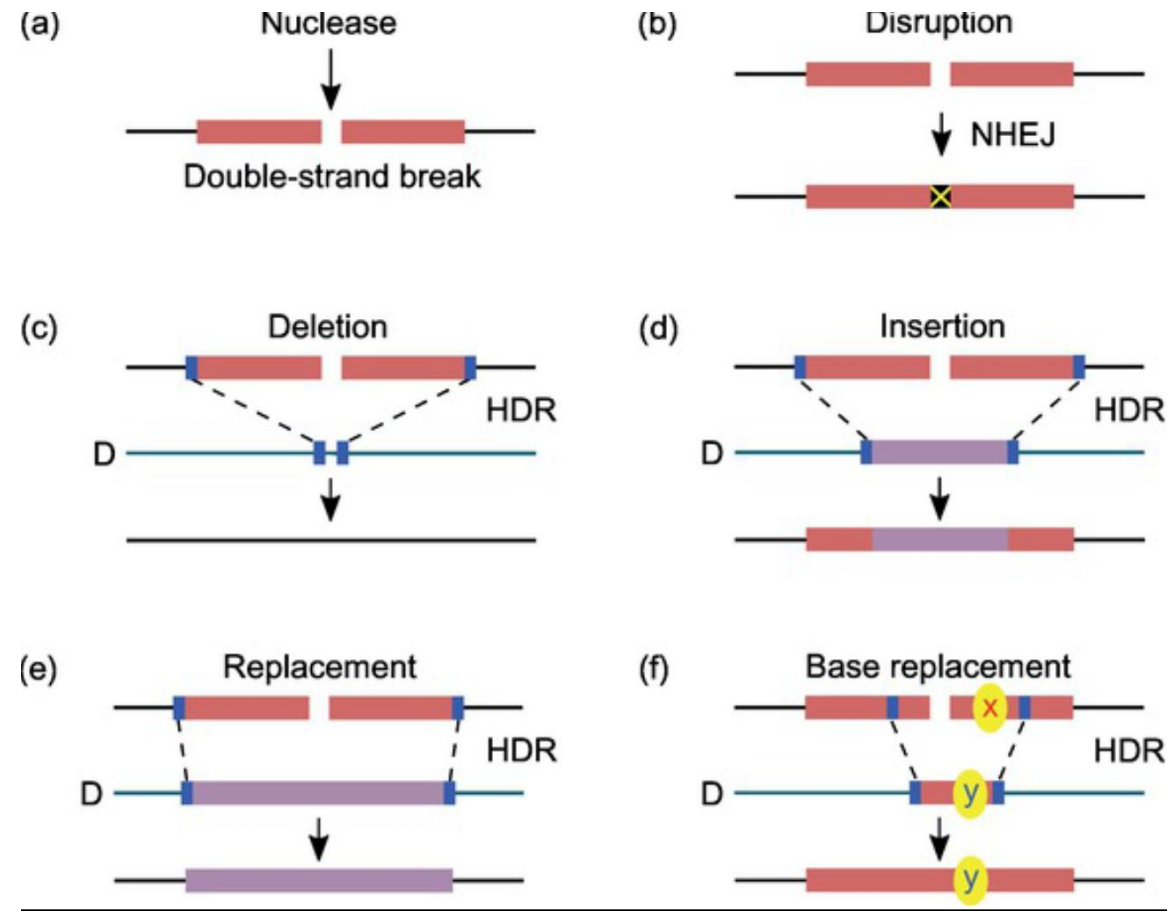 (a)
Nuclease
Double-strand break
(b)
Disruption
NHEJ
(c)
Deletion
HDR
D
(d)
Insertion
HDR
D
(e)
Replacement
HDR
D
(f)
Base replacement
x
HDR
D
y
y